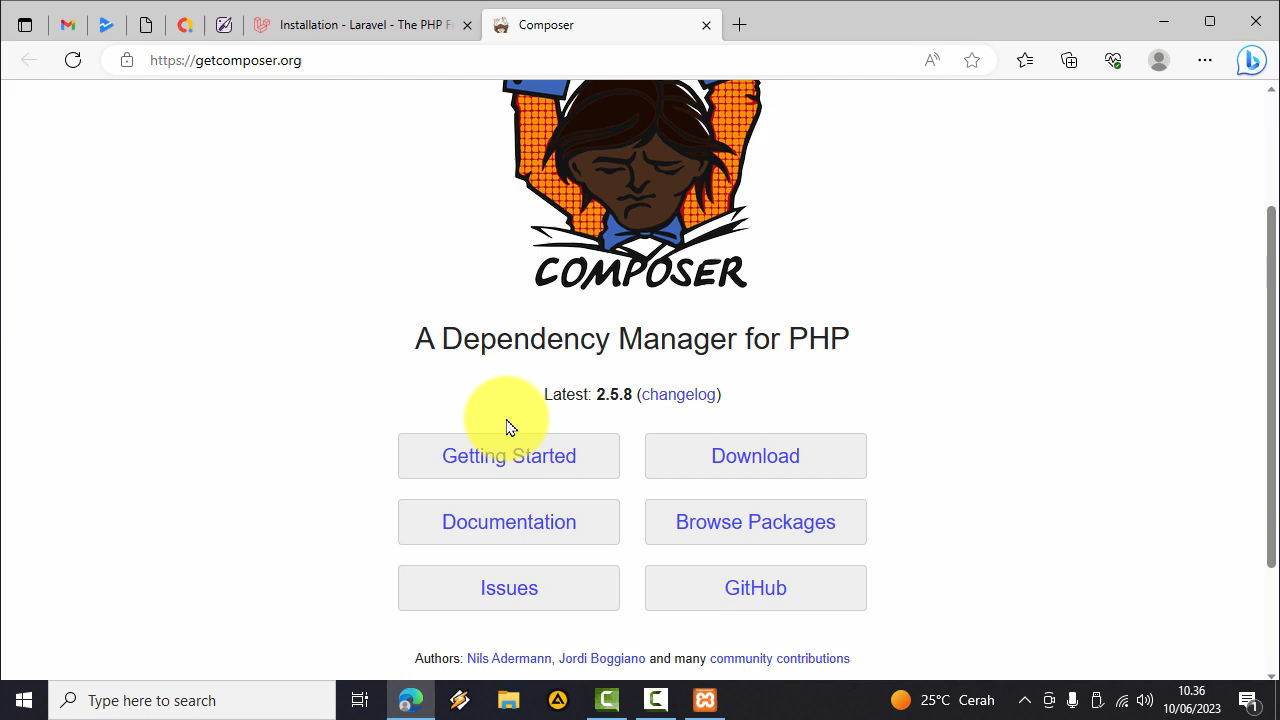 Installation - Laravel - The PHP F
Composer
https://getcomposer.org
COMPOSER
A Dependency Manager for PHP
Latest: 2.5.8 (changelog)
Getting Started
Download
Documentation
Browse Packages
Issues
GitHub
Authors: Nils Adermann, Jordi Boggiano and many community contributions
Type here to search
25°C Cerah
10.36
10/06/2023
1